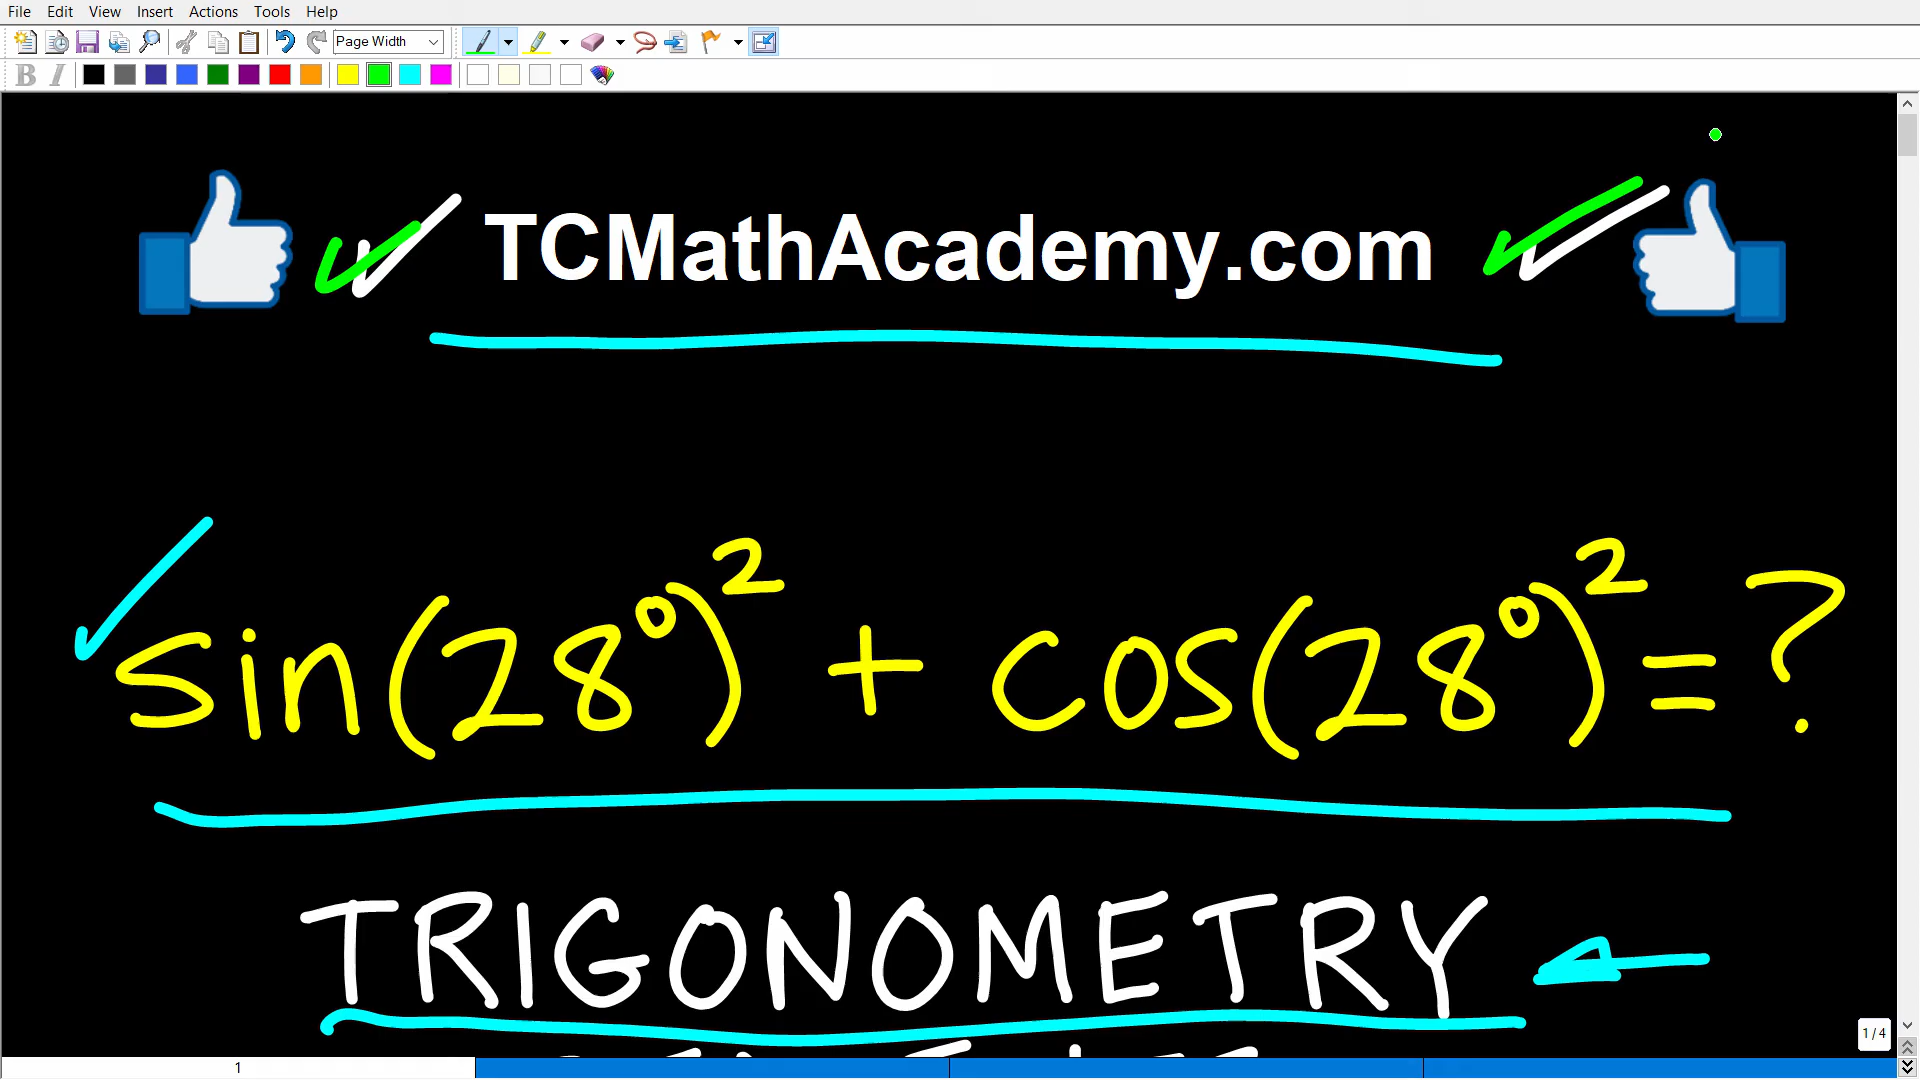 File Edit View Insert Actions Tools Help
Page Width
B I
TCMathAcademy.com
sin(28°)² + cos(28°)² = ?
TRIGONOMETRY
1 / 4
1